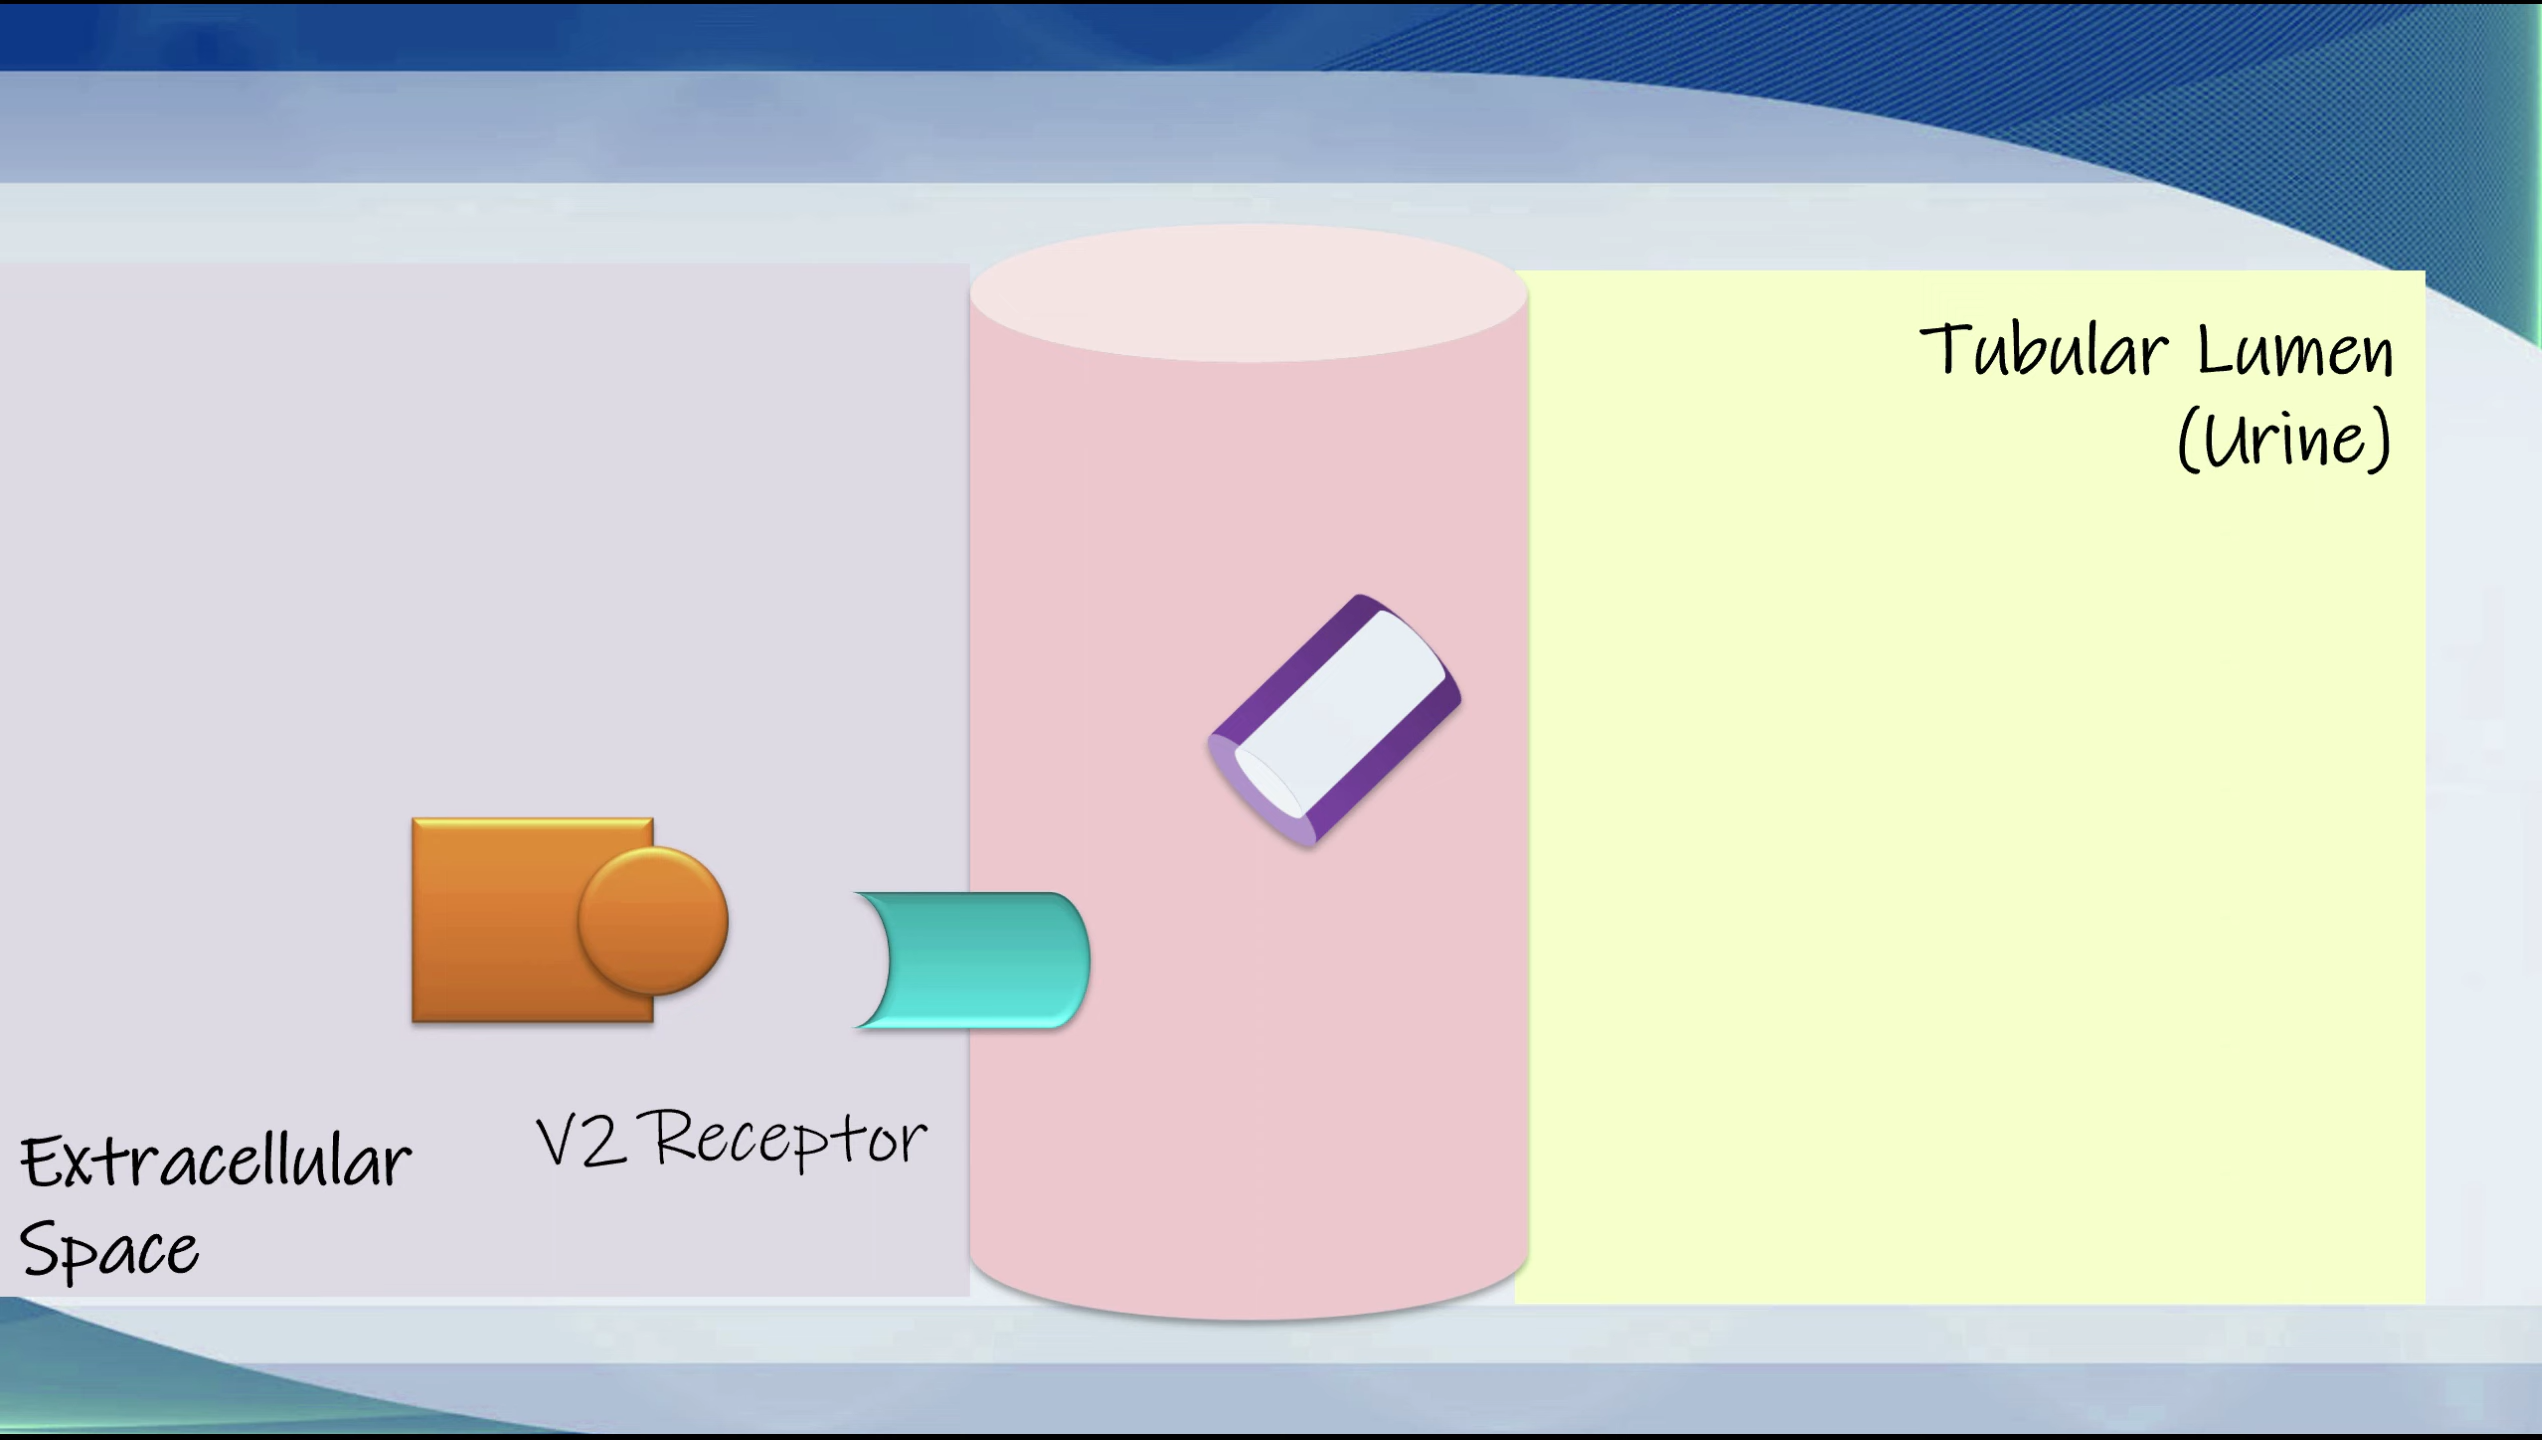 Tubular Lumen
(Urine)
V2 Receptor
Extracellular
Space